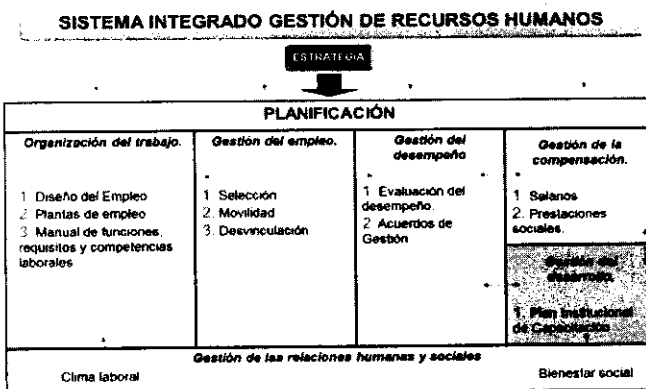 SISTEMA INTEGRADO GESTIÓN DE RECURSOS HUMANOS
ESTRATEGIA
PLANIFICACIÓN
Organización del trabajo.
1 Diseño del Empleo
2 Plantas de empleo
3 Manual de funciones,
requisitos y competencias
laborales
Gestión del empleo.
1 Selección
2. Movilidad
3. Desvinculación
Gestión del
desempeño
1 Evaluación del
desempeño.
2 Acuerdos de
Gestión
Gestión de la
compensación.
1 Salarios
2. Prestaciones
sociales.
Gestión del
desarrollo.
1. Plan Institucional
de Capacitación
Gestión de las relaciones humanas y sociales
Clima laboral
Bienestar social